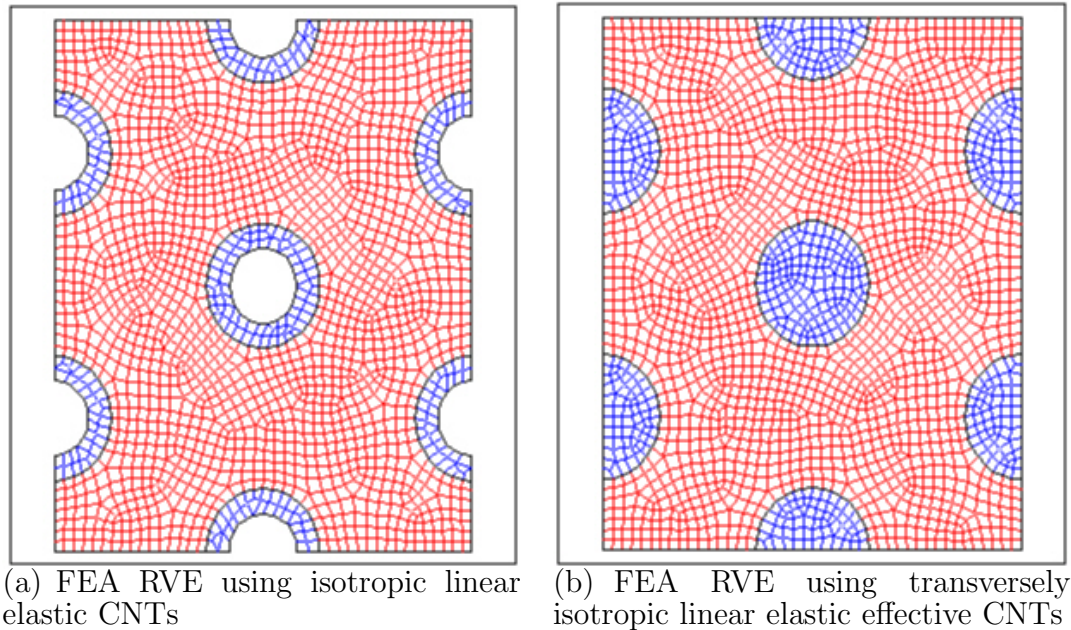 (a) FEA RVE using isotropic linear
elastic CNTs
(b) FEA RVE using transversely
isotropic linear elastic effective CNTs